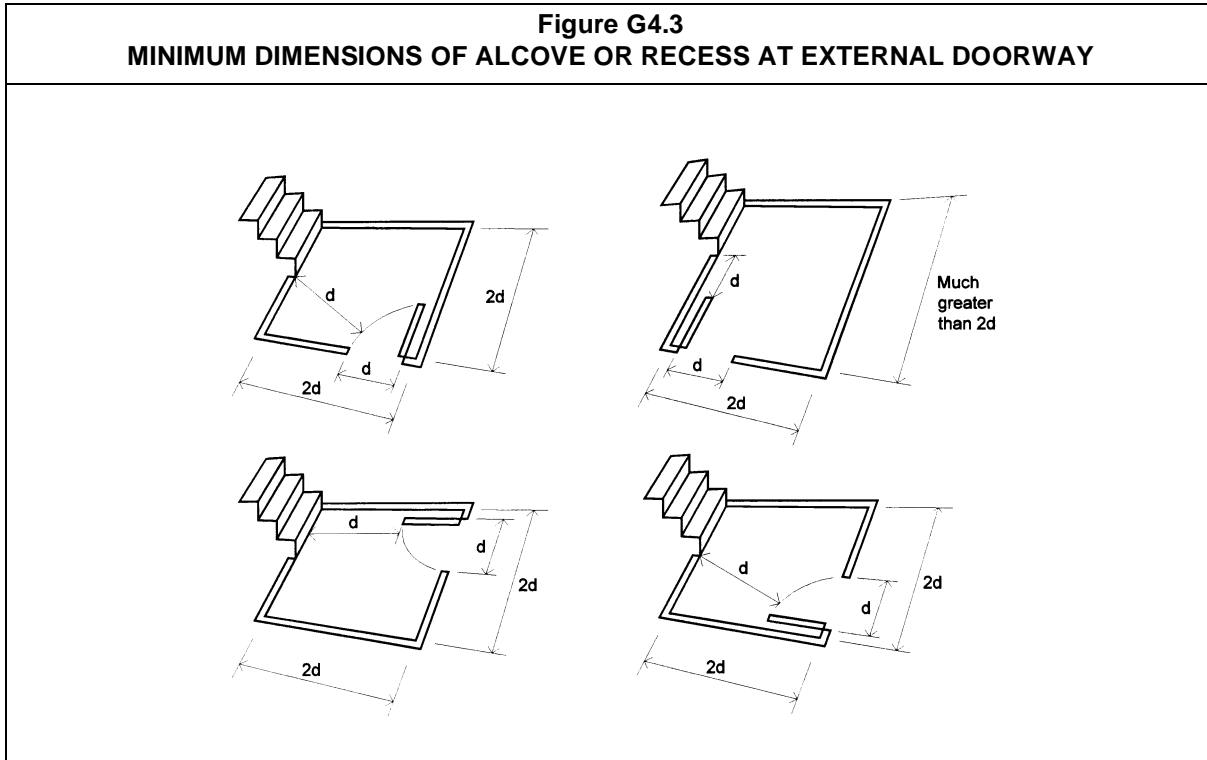 Figure G4.3
MINIMUM DIMENSIONS OF ALCOVE OR RECESS AT EXTERNAL DOORWAY
d
2d
d
2d
d
Much
greater
than 2d
d
2d
d
d
2d
2d
d
2d
d
2d